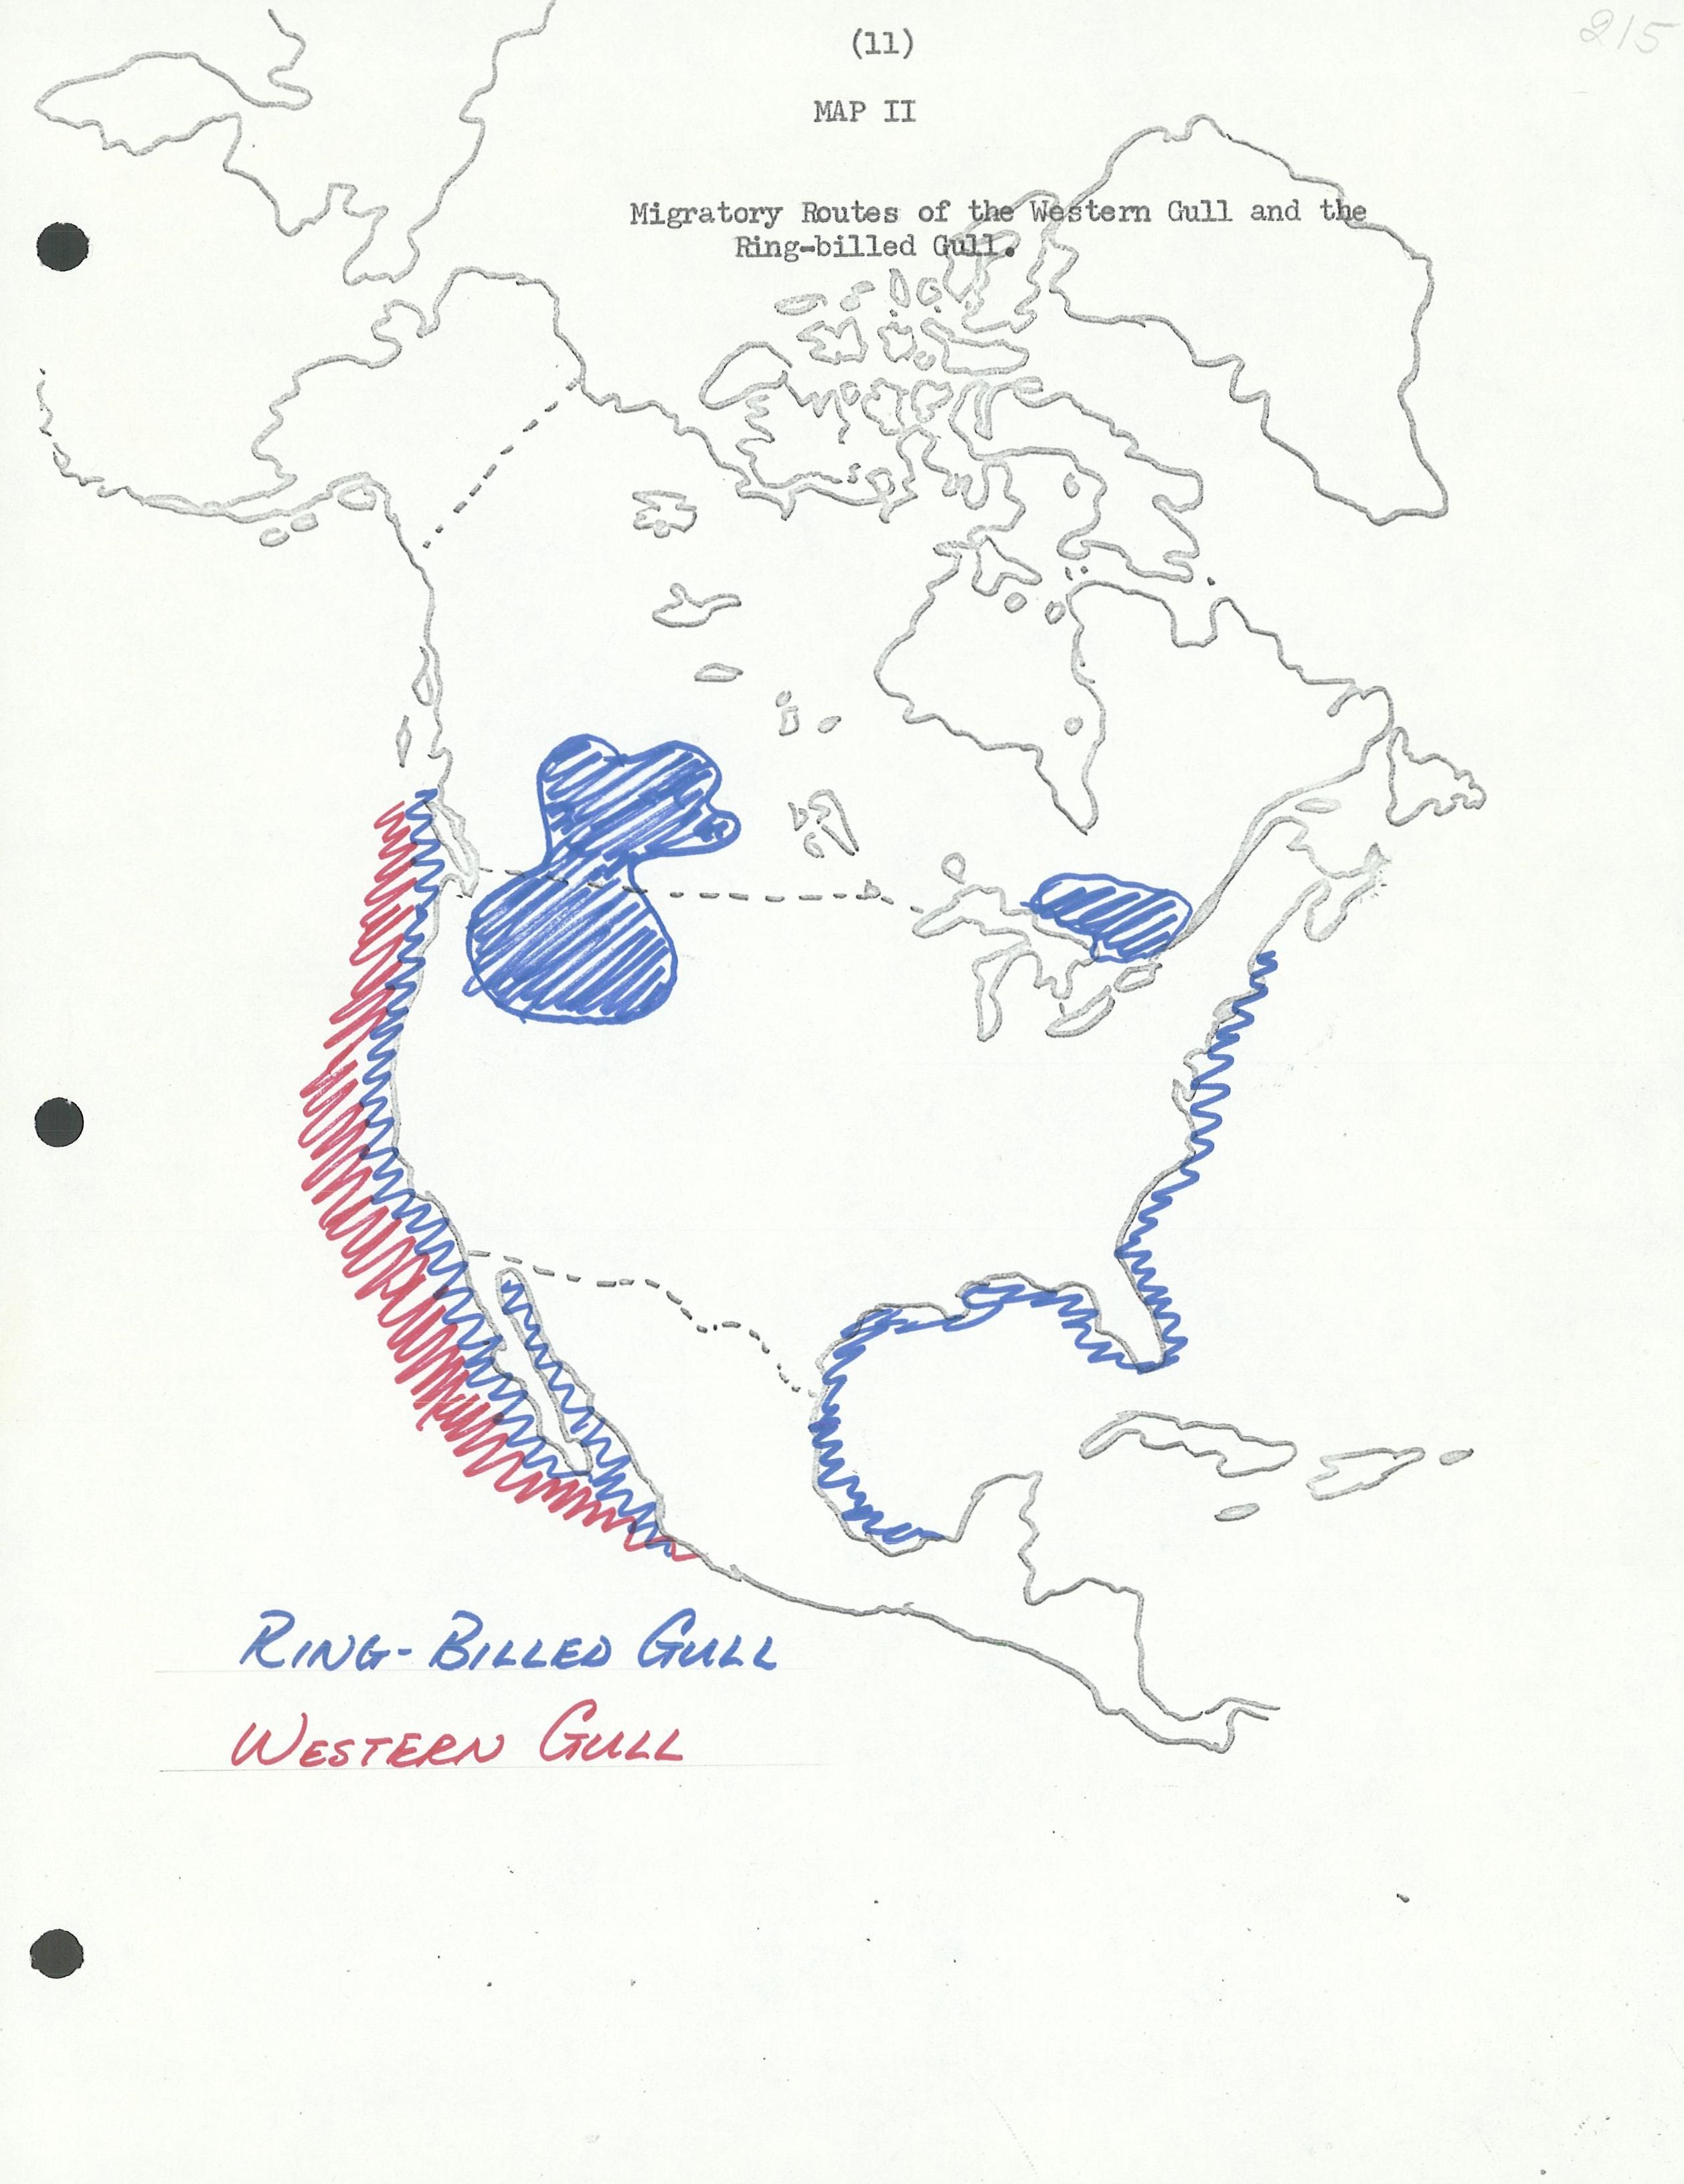 215
(11)
MAP II
Migratory Routes of the Western Gull and the
Ring-billed Gull.
RING-BILLED GULL
WESTERN GULL